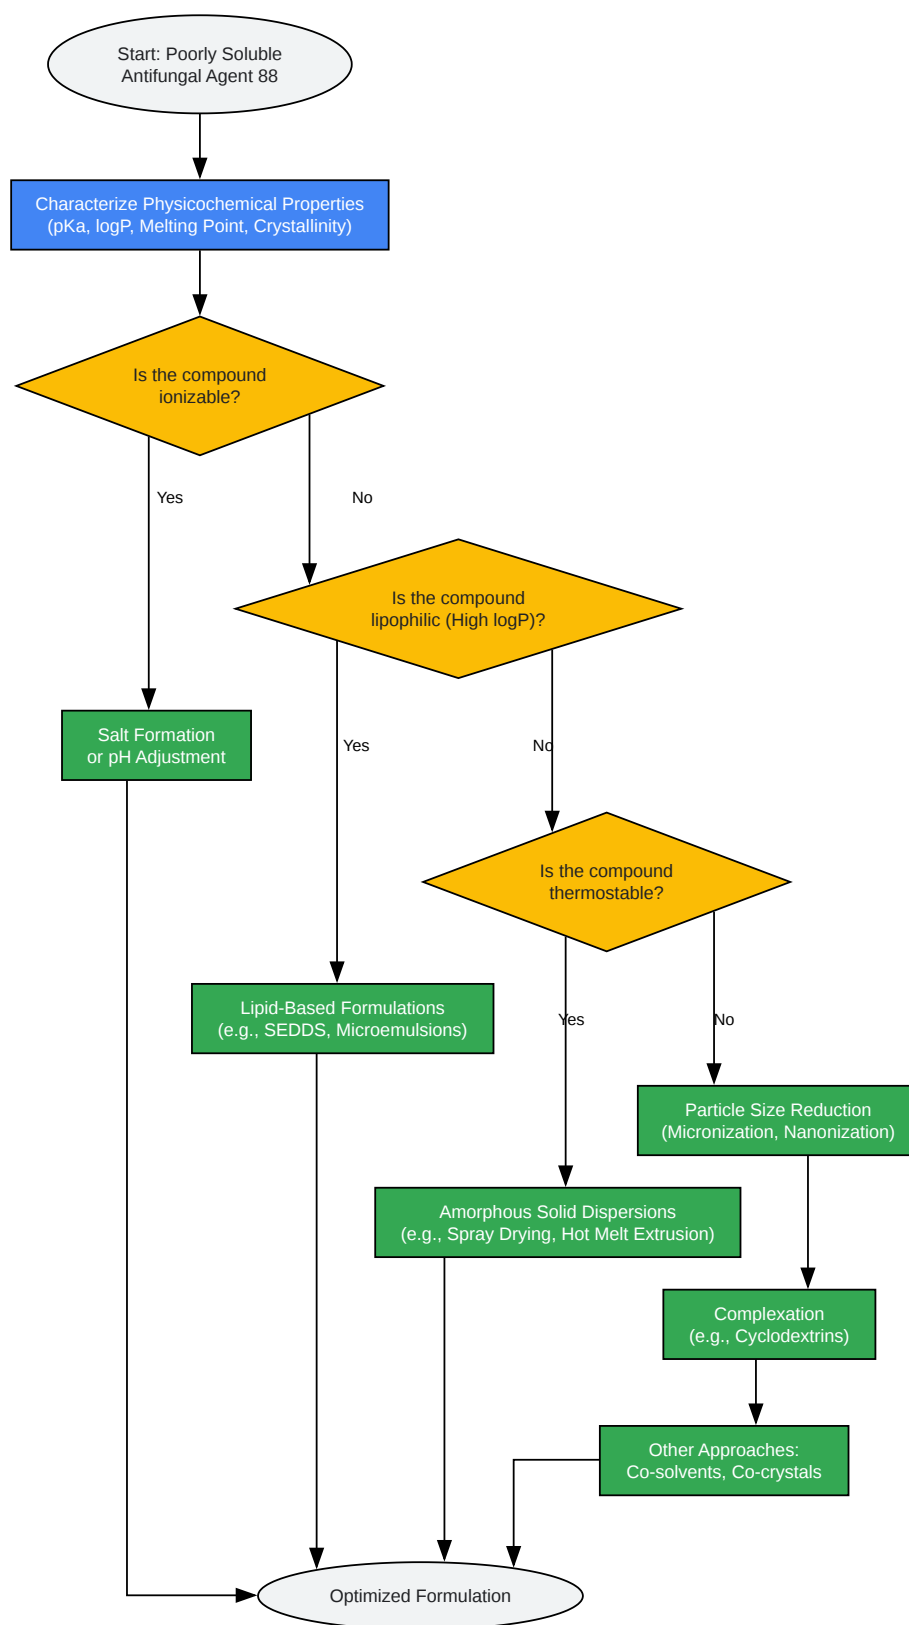 Start: Poorly Soluble
Antifungal Agent 88
Characterize Physicochemical Properties
(pKa, logP, Melting Point, Crystallinity)
Is the compound
ionizable?
Yes
No
Is the compound
lipophilic (High logP)?
Salt Formation
or pH Adjustment
Yes
No
Is the compound
thermostable?
Lipid-Based Formulations
(e.g., SEDDS, Microemulsions)
Yes
No
Particle Size Reduction
(Micronization, Nanonization)
Amorphous Solid Dispersions
(e.g., Spray Drying, Hot Melt Extrusion)
Complexation
(e.g., Cyclodextrins)
Other Approaches:
Co-solvents, Co-crystals
Optimized Formulation